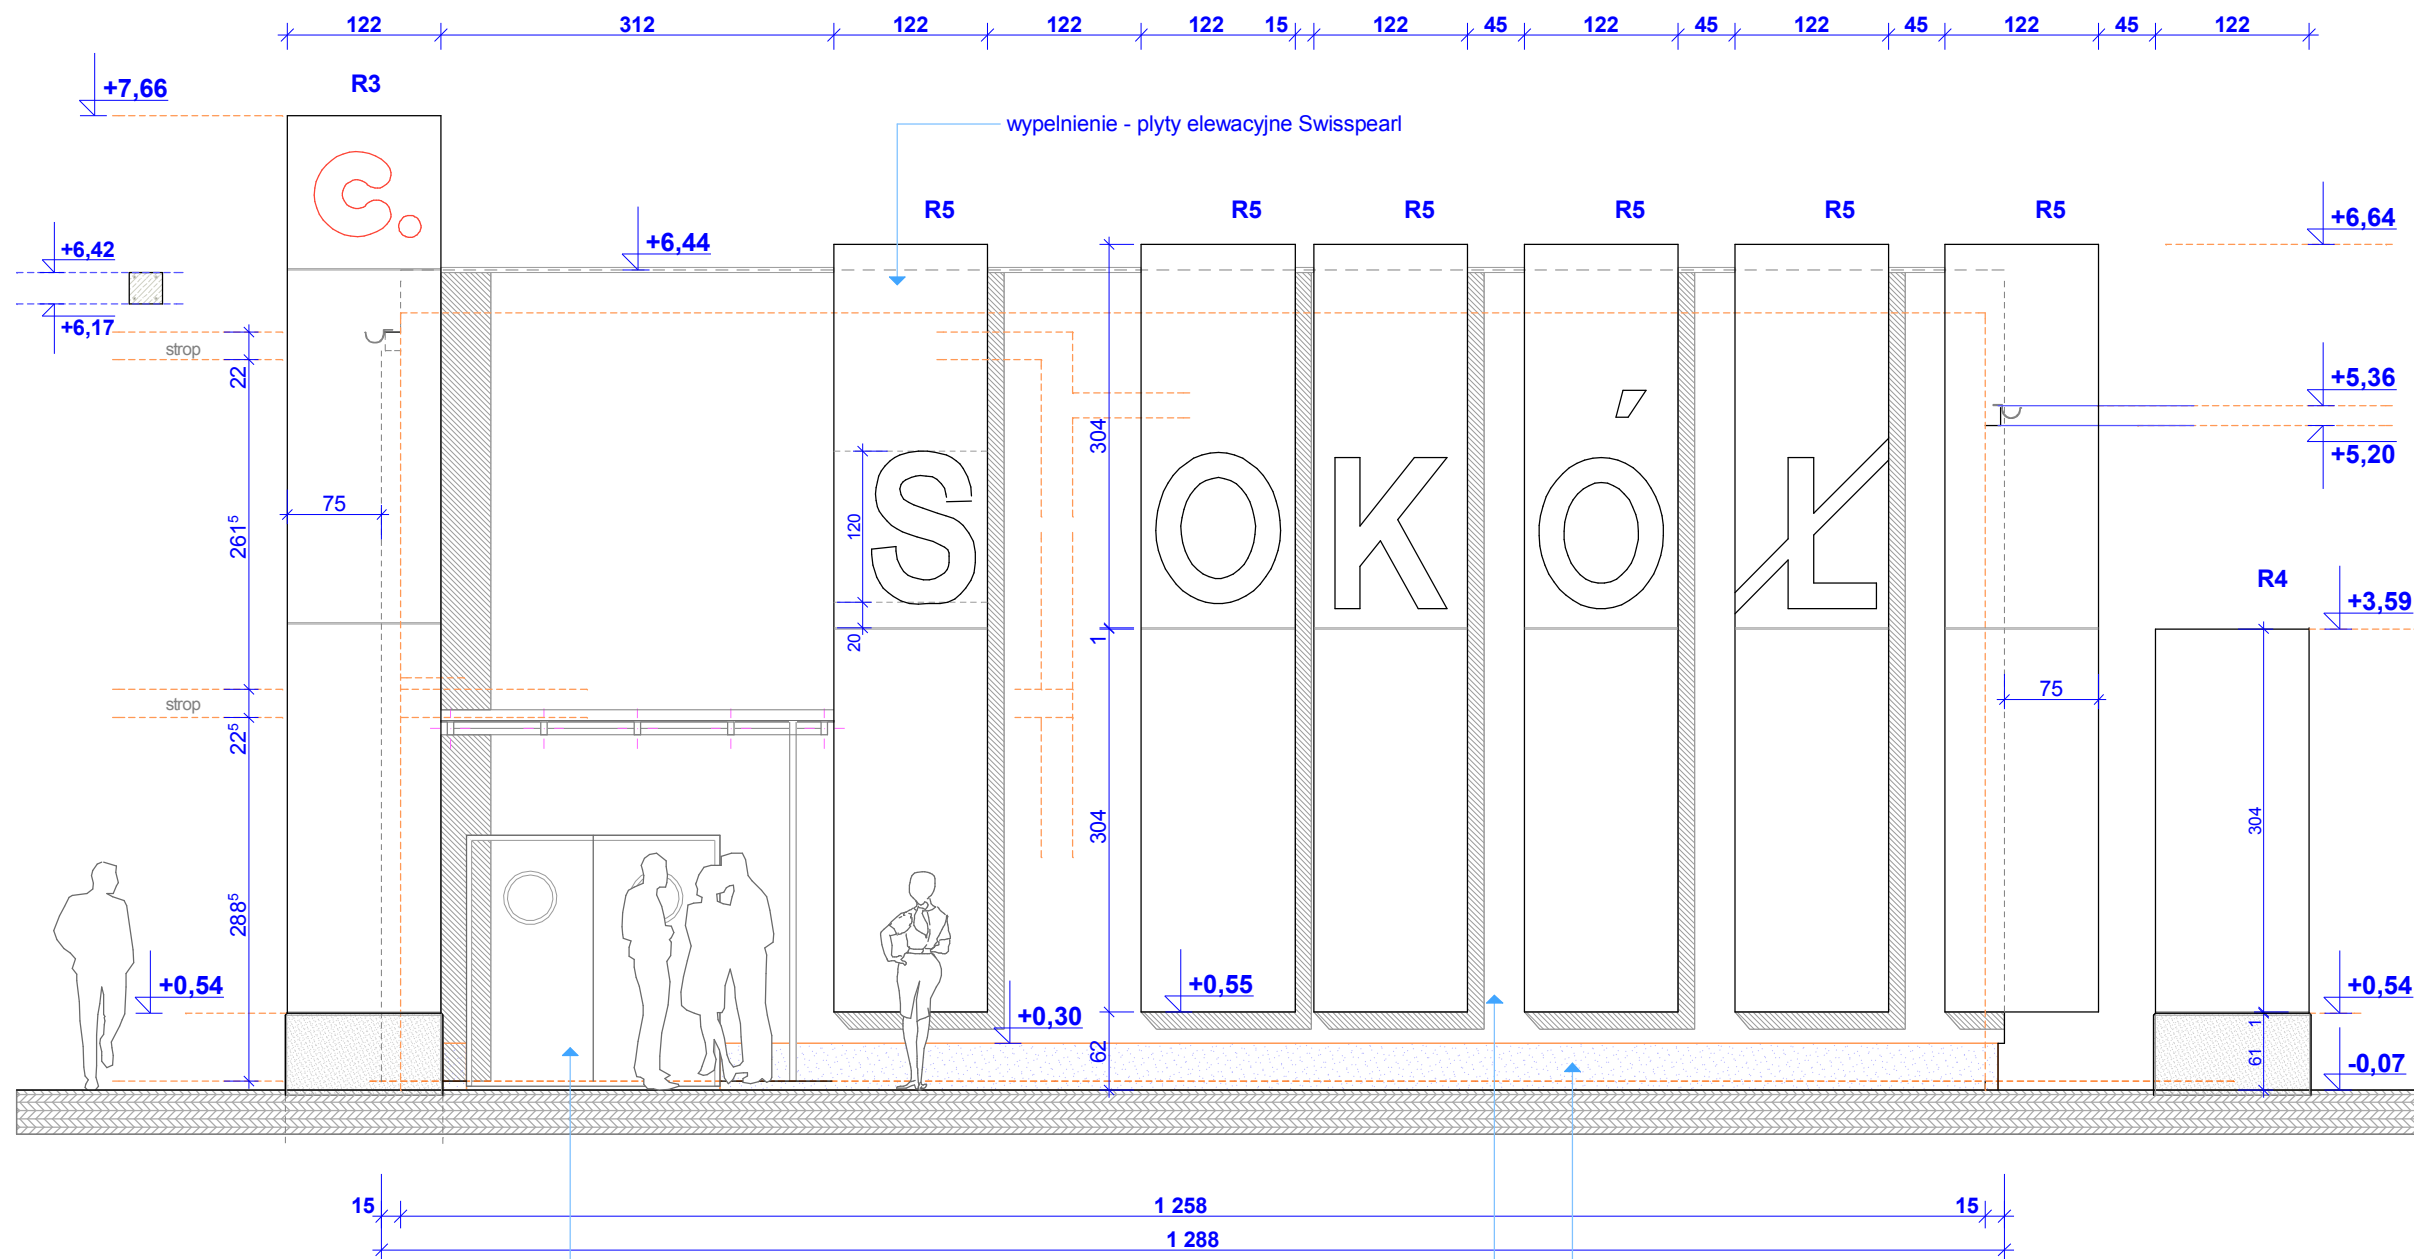 122 312 122 122 122 15 122 45 122 45 122 45 122 45 122
R3
+7,66
wypelnienie - plyty elewacyjne Swisspearl
C.
R5 R5 R5 R5 R5 R5
+6,64
+6,42
+6,44
+6,17
strop
22
+5,36
+5,20
304
75
261⁵
120
S O K Ó Ł
R4
+3,59
20
1
75
strop
22⁵
304
304
288⁵
+0,54
+0,55
+0,54
+0,30
1
62
61
-0,07
15 1 258 15
1 288